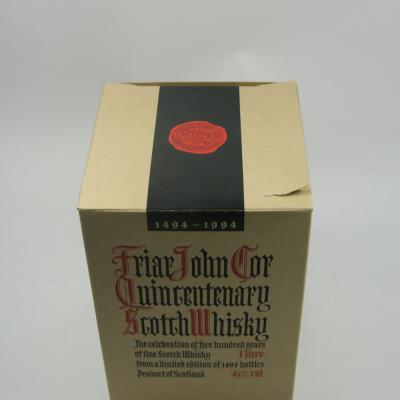 1494-1994
Friar John Cor
Quincentenary
Scotch Whisky
The celebration of five hundred years
of fine Scotch Whisky 1 litre
from a limited edition of 1494 bottles
Product of Scotland 43% vol